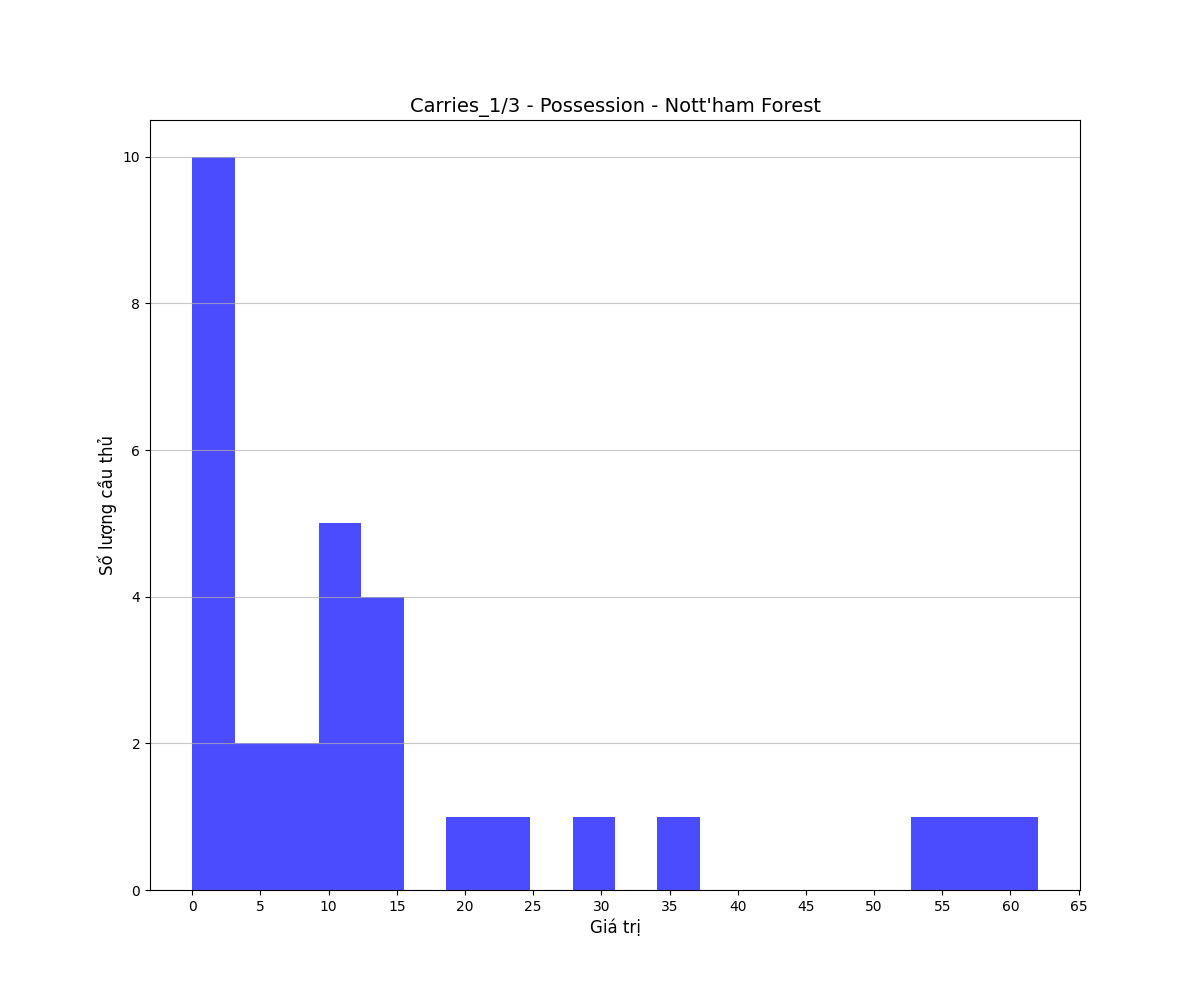 Carries_1/3 - Possession - Nott'ham Forest
Số lượng cầu thủ
10
8
6
4
2
0
0 5 10 15 20 25 30 35 40 45 50 55 60 65
Giá trị